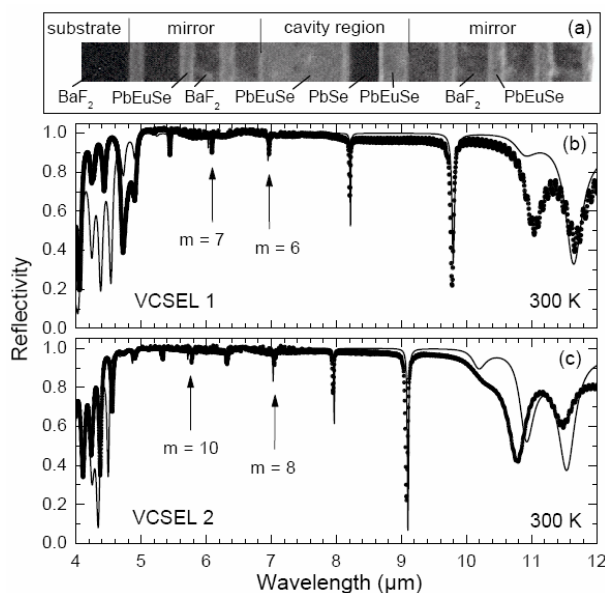 (a)
substrate mirror cavity region mirror
BaF₂ PbEuSe BaF₂ PbEuSe PbSe PbEuSe BaF₂ PbEuSe
1.0 (b)
0.8
0.6
0.4
0.2
0.0
m = 7 m = 6
VCSEL 1 300 K
Reflectivity
1.0 (c)
0.8
0.6
0.4
0.2
0.0
m = 10 m = 8
VCSEL 2 300 K
4 5 6 7 8 9 10 11 12
Wavelength (µm)